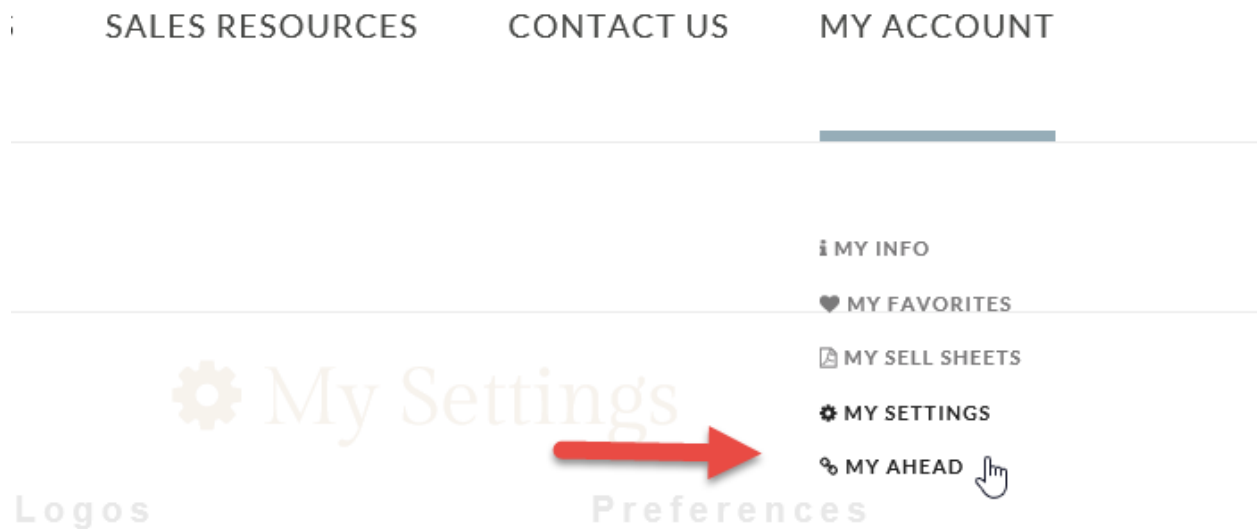 SALES RESOURCES CONTACT US MY ACCOUNT
MY INFO
MY FAVORITES
MY SELL SHEETS
My Settings
MY SETTINGS
MY AHEAD
Logos Preferences